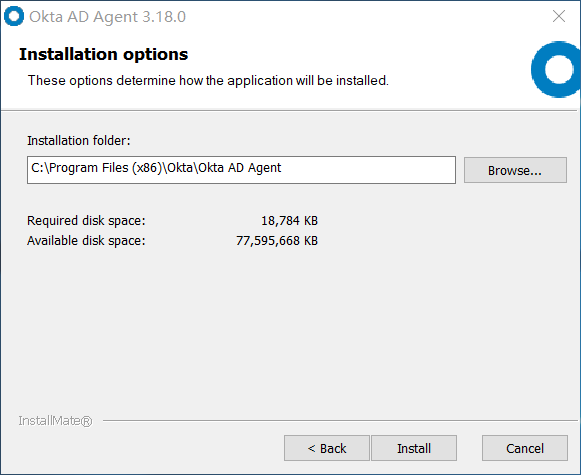 Okta AD Agent 3.18.0
Installation options
These options determine how the application will be installed.
Installation folder:
C:\Program Files (x86)\Okta\Okta AD Agent
Browse...
Required disk space: 18,784 KB
Available disk space: 77,595,668 KB
InstallMate®
< Back Install Cancel